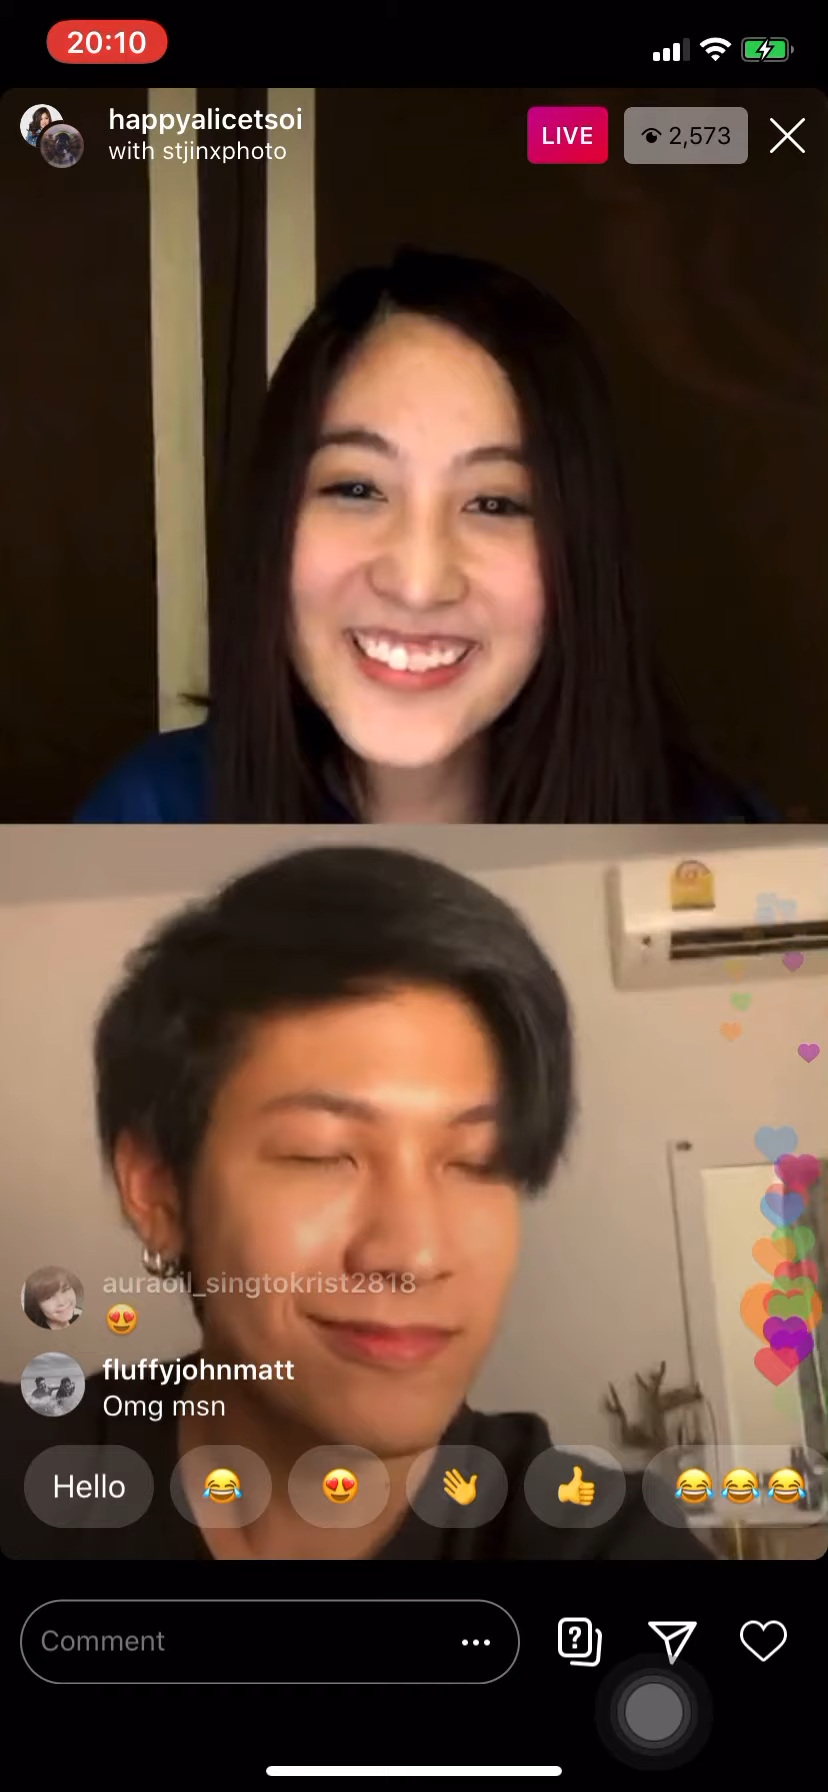 20:10
happyalicetsoi
with stjinxphoto
LIVE
2,573
auraoil_singtokrist2818
😍
fluffyjohnmatt
Omg msn
Hello
😂
😍
👋
👍
😂😂😂
Comment